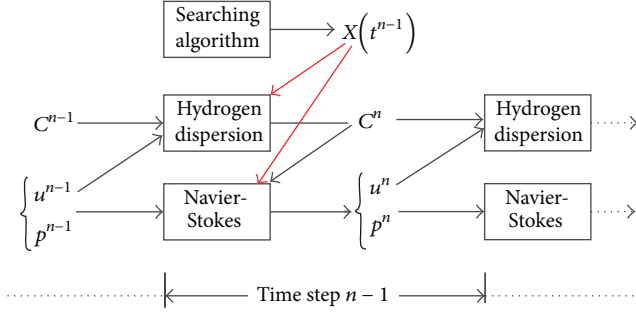 Searching
algorithm
X(t^{n−1})
C^{n−1}
Hydrogen
dispersion
C^n
Hydrogen
dispersion
u^{n−1}
p^{n−1}
Navier-
Stokes
u^n
p^n
Navier-
Stokes
Time step n − 1